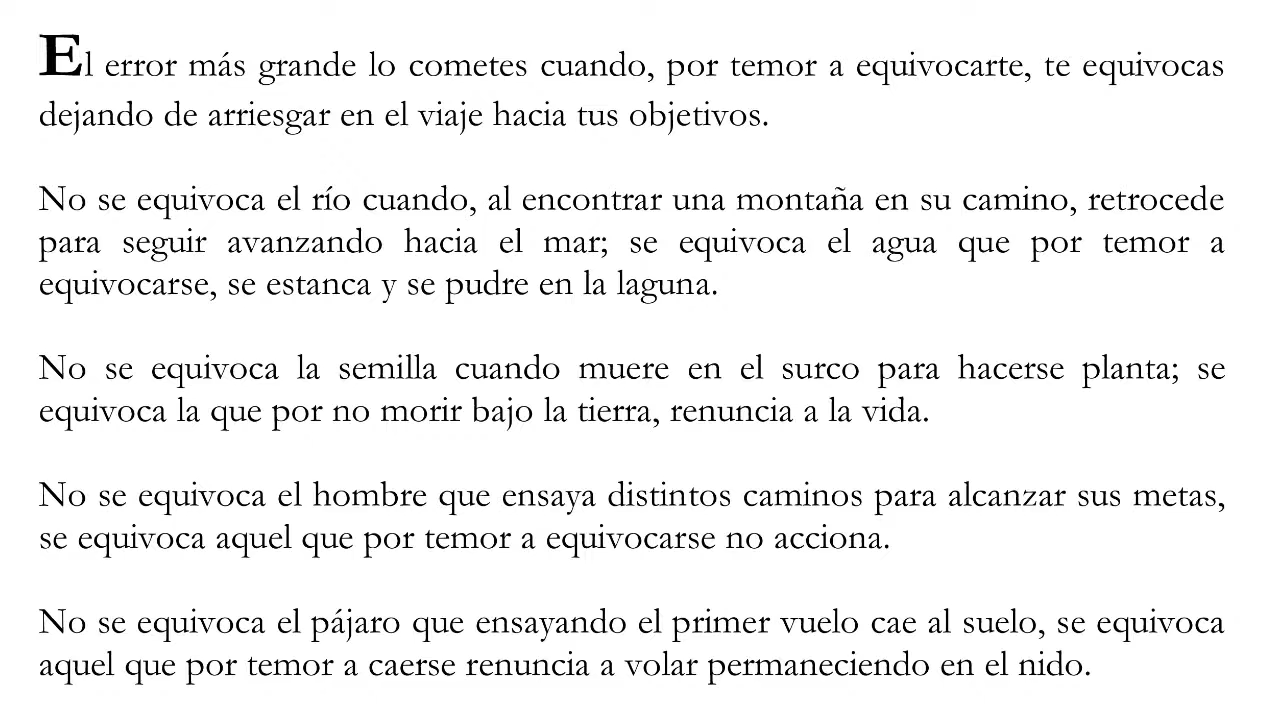 El error más grande lo cometes cuando, por temor a equivocarte, te equivocas
dejando de arriesgar en el viaje hacia tus objetivos.
No se equivoca el río cuando, al encontrar una montaña en su camino, retrocede
para seguir avanzando hacia el mar; se equivoca el agua que por temor a
equivocarse, se estanca y se pudre en la laguna.
No se equivoca la semilla cuando muere en el surco para hacerse planta; se
equivoca la que por no morir bajo la tierra, renuncia a la vida.
No se equivoca el hombre que ensaya distintos caminos para alcanzar sus metas,
se equivoca aquel que por temor a equivocarse no acciona.
No se equivoca el pájaro que ensayando el primer vuelo cae al suelo, se equivoca
aquel que por temor a caerse renuncia a volar permaneciendo en el nido.